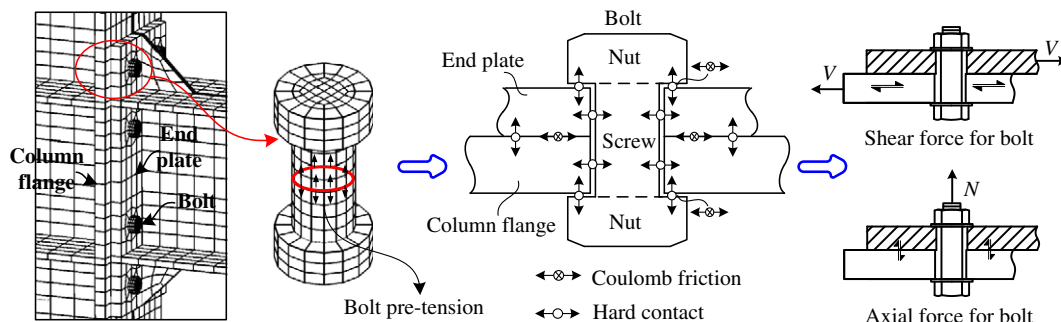 Column
flange
End
plate
Bolt
Bolt pre-tension
Bolt
Nut
End plate
Screw
Column flange
Nut
Coulomb friction
Hard contact
V
V
Shear force for bolt
N
Axial force for bolt